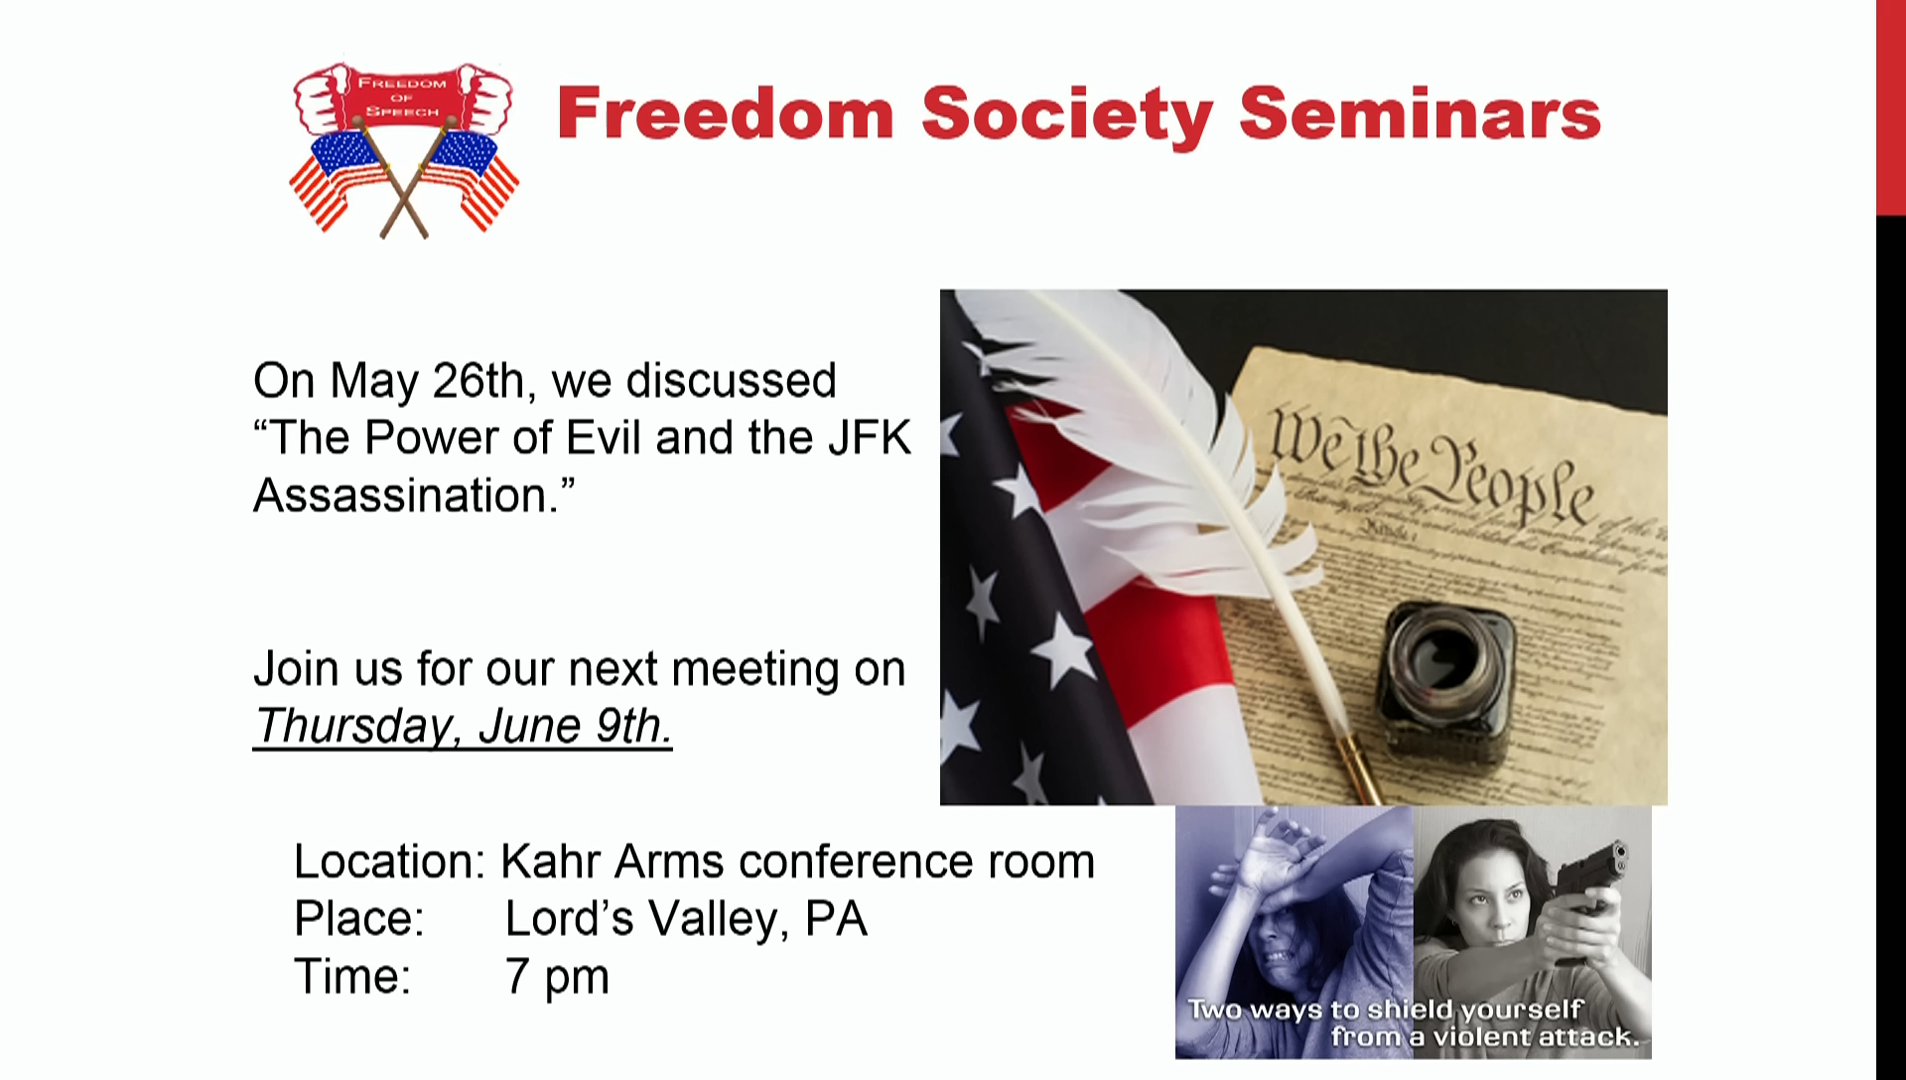 FREEDOM
OF
SPEECH
Freedom Society Seminars
On May 26th, we discussed
“The Power of Evil and the JFK
Assassination.”
Join us for our next meeting on
Thursday, June 9th.
Location: Kahr Arms conference room
Place: Lord’s Valley, PA
Time: 7 pm
We the People
Article 1
Two ways to shield yourself
from a violent attack.